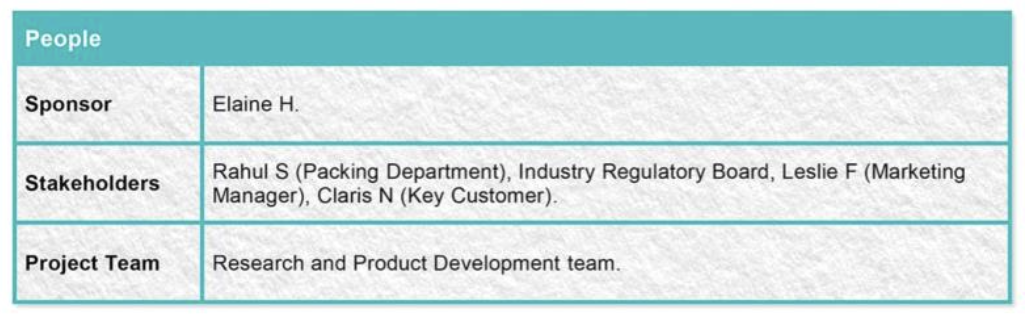 People
Sponsor
Elaine H.
Stakeholders
Rahul S (Packing Department), Industry Regulatory Board, Leslie F (Marketing
Manager), Claris N (Key Customer).
Project Team
Research and Product Development team.